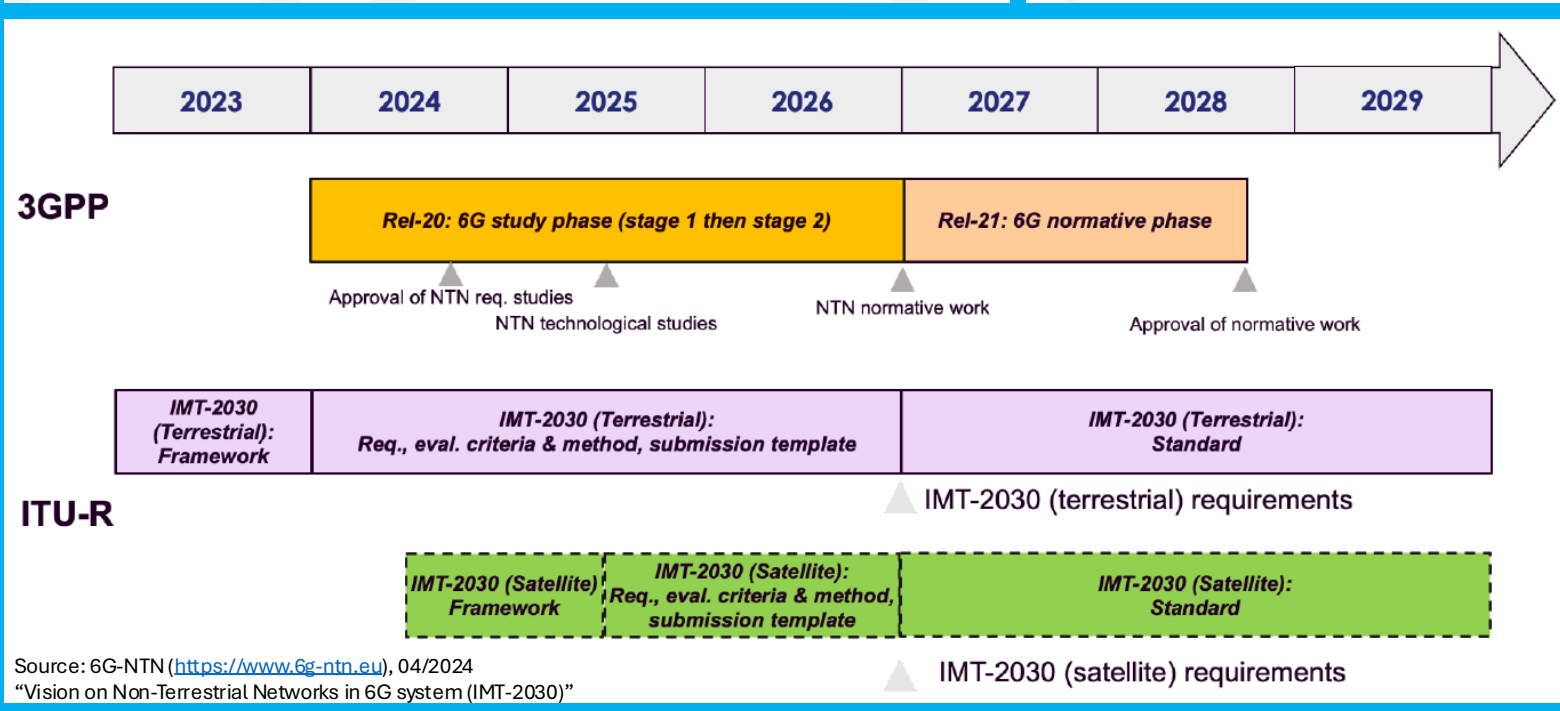 2023 2024 2025 2026 2027 2028 2029
3GPP
Rel-20: 6G study phase (stage 1 then stage 2)
Rel-21: 6G normative phase
Approval of NTN req. studies
NTN technological studies
NTN normative work
Approval of normative work
ITU-R
IMT-2030
(Terrestrial):
Framework
IMT-2030 (Terrestrial):
Req., eval. criteria & method, submission template
IMT-2030 (Terrestrial):
Standard
IMT-2030 (terrestrial) requirements
IMT-2030 (Satellite)
Framework
IMT-2030 (Satellite):
Req., eval. criteria & method,
submission template
IMT-2030 (Satellite):
Standard
IMT-2030 (satellite) requirements
Source: 6G-NTN (https://www.6g-ntn.eu), 04/2024
“Vision on Non-Terrestrial Networks in 6G system (IMT-2030)”